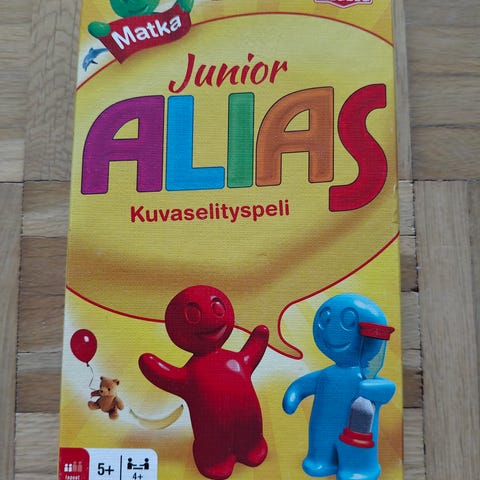 Matka
Junior
ALIAS
Kuvaselityspeli
5+
4+